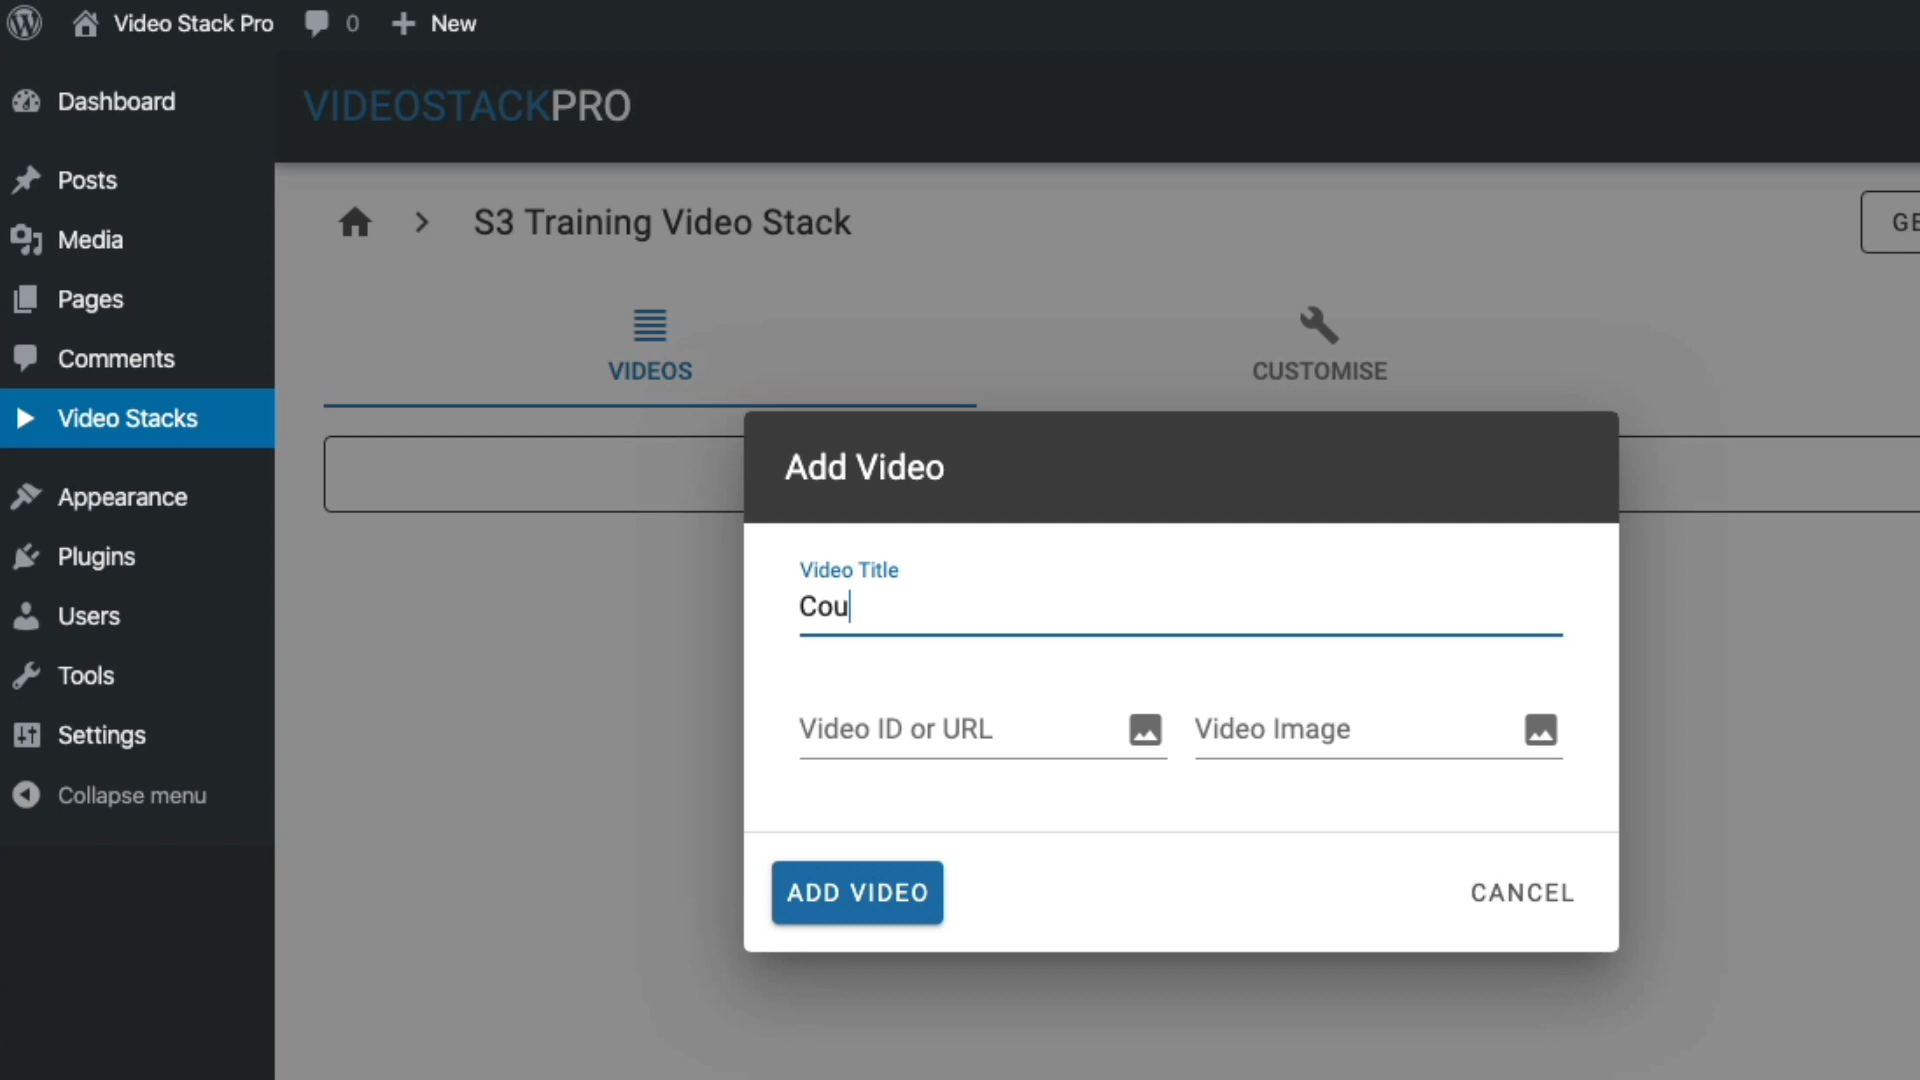 Video Stack Pro
0
New
Dashboard
Posts
Media
Pages
Comments
Video Stacks
Appearance
Plugins
Users
Tools
Settings
Collapse menu
VIDEOSTACKPRO
S3 Training Video Stack
GE
VIDEOS
CUSTOMISE
Add Video
Video Title
Cou
Video ID or URL
Video Image
ADD VIDEO
CANCEL